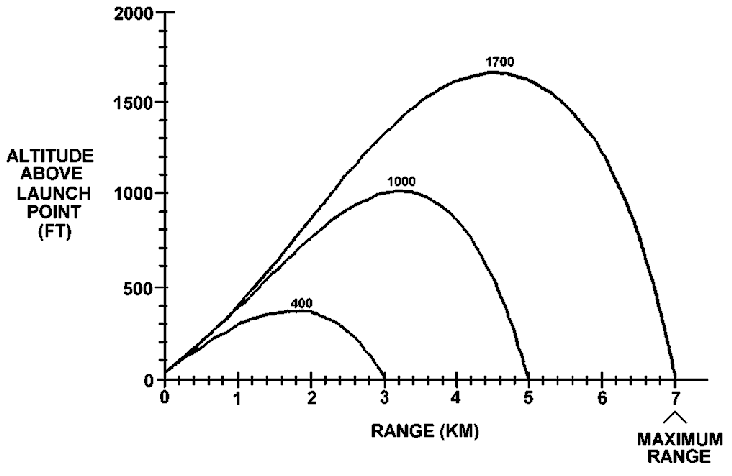 2000
1700
1500
ALTITUDE
ABOVE
LAUNCH
POINT
(FT)
1000
1000
500
400
0
0 1 2 3 4 5 6 7
RANGE (KM)
MAXIMUM
RANGE